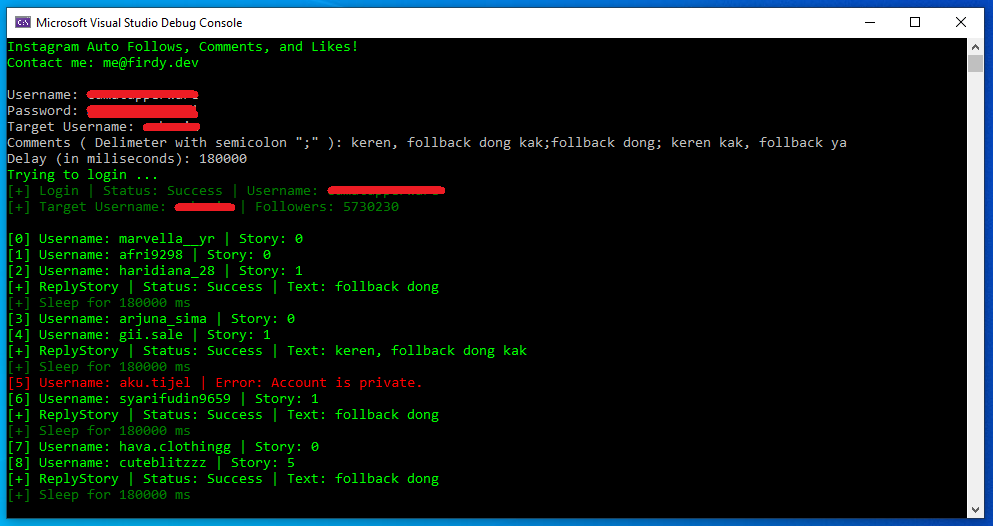 Microsoft Visual Studio Debug Console
Instagram Auto Follows, Comments, and Likes!
Contact me: me@firdy.dev
Username:
Password:
Target Username:
Comments ( Delimeter with semicolon ";" ): keren, follback dong kak;follback dong; keren kak, follback ya
Delay (in miliseconds): 180000
Trying to login ...
[+] Login | Status: Success | Username:
[+] Target Username: | Followers: 5730230
[0] Username: marvella__yr | Story: 0
[1] Username: afri9298 | Story: 0
[2] Username: haridiana_28 | Story: 1
[+] ReplyStory | Status: Success | Text: follback dong
[+] Sleep for 180000 ms
[3] Username: arjuna_sima | Story: 0
[4] Username: gii.sale | Story: 1
[+] ReplyStory | Status: Success | Text: keren, follback dong kak
[+] Sleep for 180000 ms
[5] Username: aku.tijel | Error: Account is private.
[6] Username: syarifudin9659 | Story: 1
[+] ReplyStory | Status: Success | Text: follback dong
[+] Sleep for 180000 ms
[7] Username: hava.clothingg | Story: 0
[8] Username: cuteblitzzz | Story: 5
[+] ReplyStory | Status: Success | Text: follback dong
[+] Sleep for 180000 ms